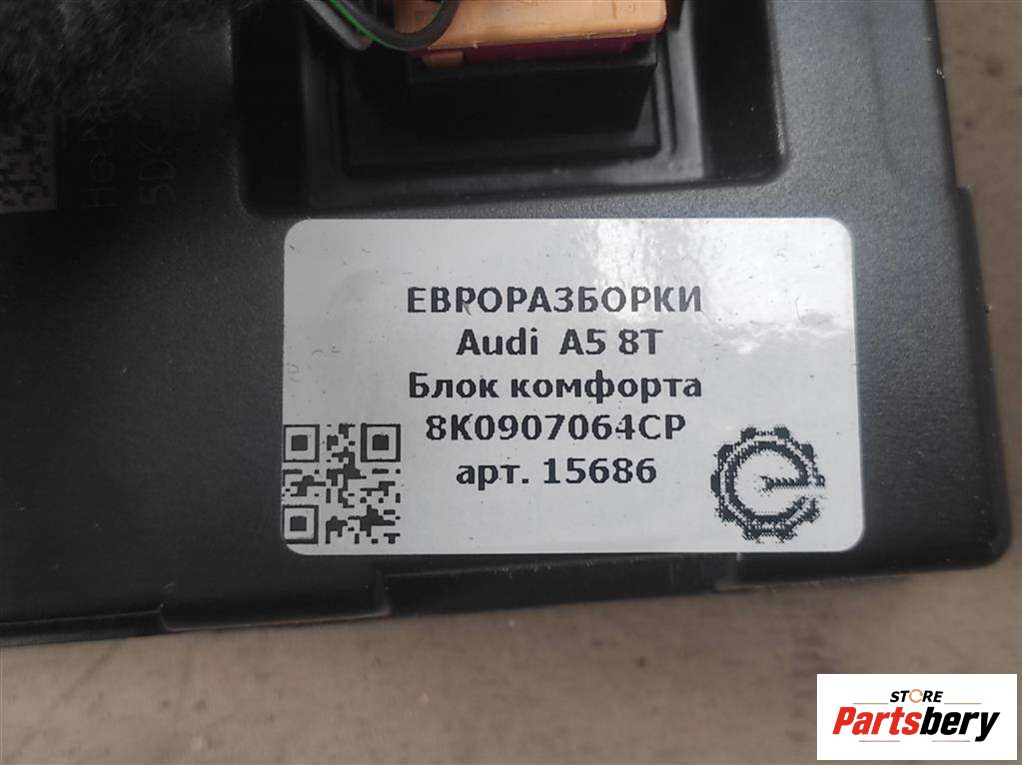 ЕВРОРАЗБОРКИ
Audi A5 8T
Блок комфорта
8K0907064CP
арт. 15686
STORE
Partsbery